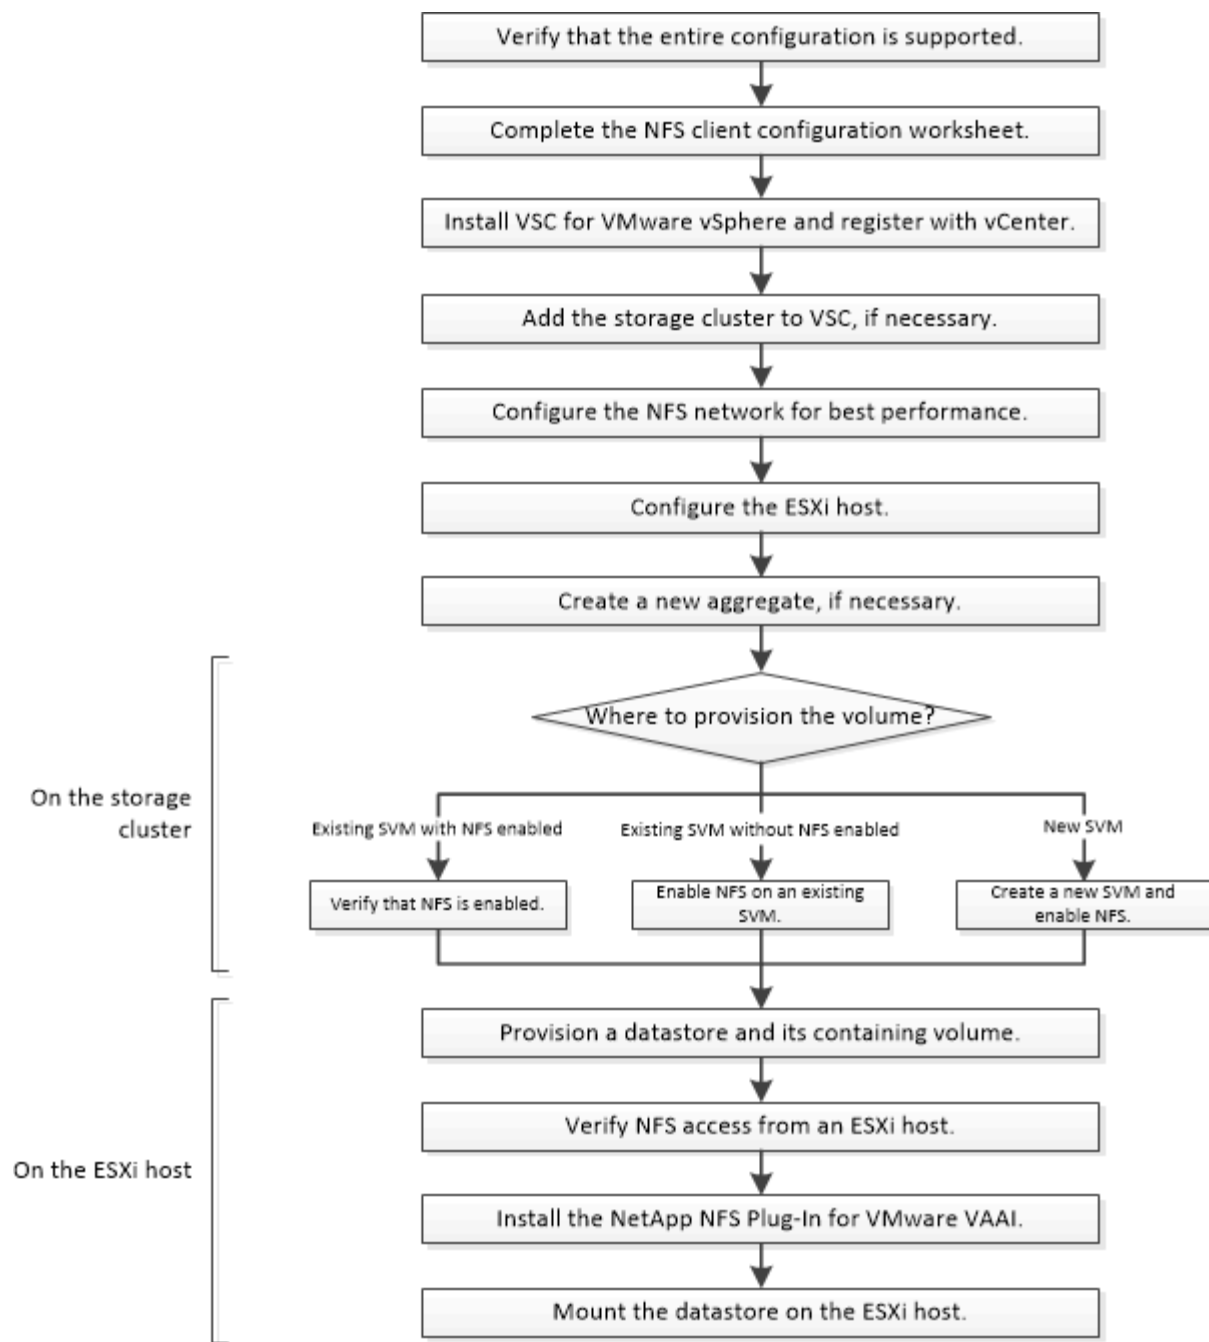 Verify that the entire configuration is supported.
Complete the NFS client configuration worksheet.
Install VSC for VMware vSphere and register with vCenter.
Add the storage cluster to VSC, if necessary.
Configure the NFS network for best performance.
Configure the ESXi host.
Create a new aggregate, if necessary.
Where to provision the volume?
On the storage
cluster
Existing SVM with NFS enabled
Existing SVM without NFS enabled
New SVM
Verify that NFS is enabled.
Enable NFS on an existing
SVM.
Create a new SVM and
enable NFS.
Provision a datastore and its containing volume.
Verify NFS access from an ESXi host.
On the ESXi host
Install the NetApp NFS Plug-In for VMware VAAI.
Mount the datastore on the ESXi host.